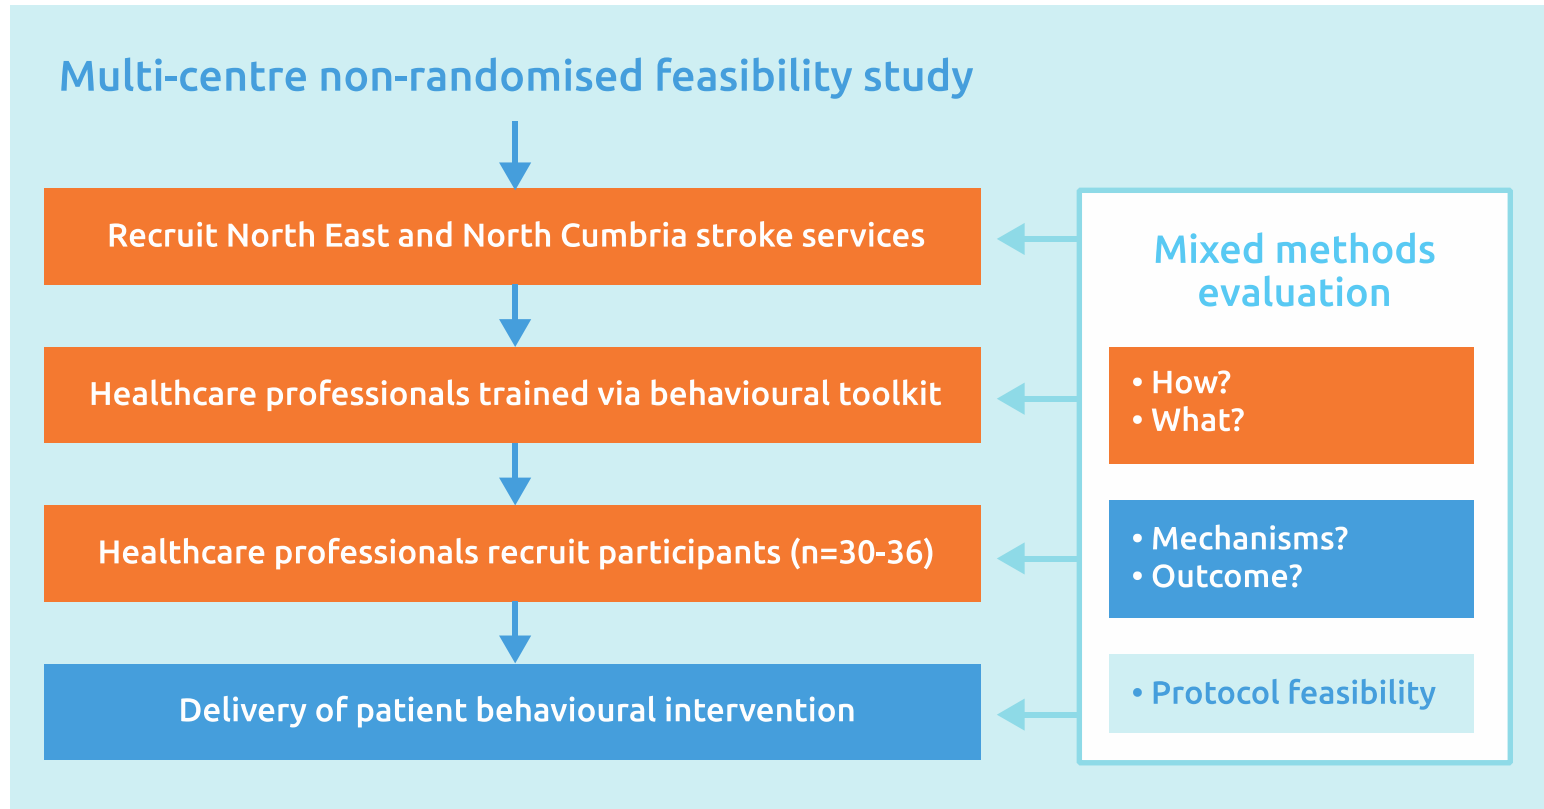 Multi-centre non-randomised feasibility study
Recruit North East and North Cumbria stroke services
Healthcare professionals trained via behavioural toolkit
Healthcare professionals recruit participants (n=30-36)
Delivery of patient behavioural intervention
Mixed methods
evaluation
• How?
• What?
• Mechanisms?
• Outcome?
• Protocol feasibility